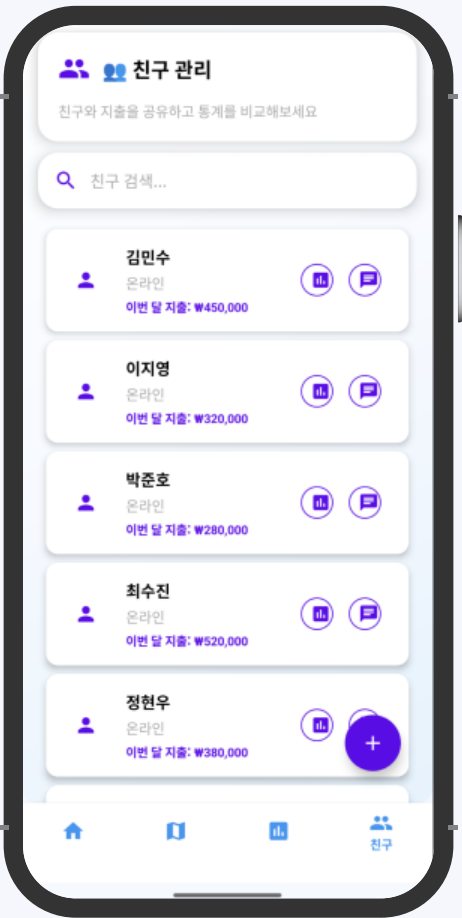 👥 친구 관리
친구와 지출을 공유하고 통계를 비교해보세요
친구 검색...
김민수
온라인
이번 달 지출: ₩450,000
이지영
온라인
이번 달 지출: ₩320,000
박준호
온라인
이번 달 지출: ₩280,000
최수진
온라인
이번 달 지출: ₩520,000
정현우
온라인
이번 달 지출: ₩380,000
친구